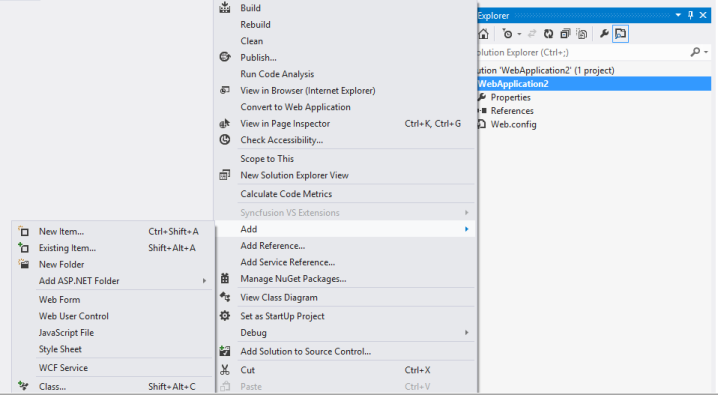 Build
Rebuild
Clean
Publish...
Run Code Analysis
View in Browser (Internet Explorer)
Convert to Web Application
View in Page Inspector Ctrl+K, Ctrl+G
Check Accessibility...
Scope to This
New Solution Explorer View
Calculate Code Metrics
Syncfusion VS Extensions
Add
Add Reference...
Add Service Reference...
Manage NuGet Packages...
View Class Diagram
Set as StartUp Project
Debug
Add Solution to Source Control...
Cut Ctrl+X
Paste Ctrl+V
New Item... Ctrl+Shift+A
Existing Item... Shift+Alt+A
New Folder
Add ASP.NET Folder
Web Form
Web User Control
JavaScript File
Style Sheet
WCF Service
Class... Shift+Alt+C
Explorer
olution Explorer (Ctrl+;)
ution 'WebApplication2' (1 project)
WebApplication2
Properties
References
Web.config